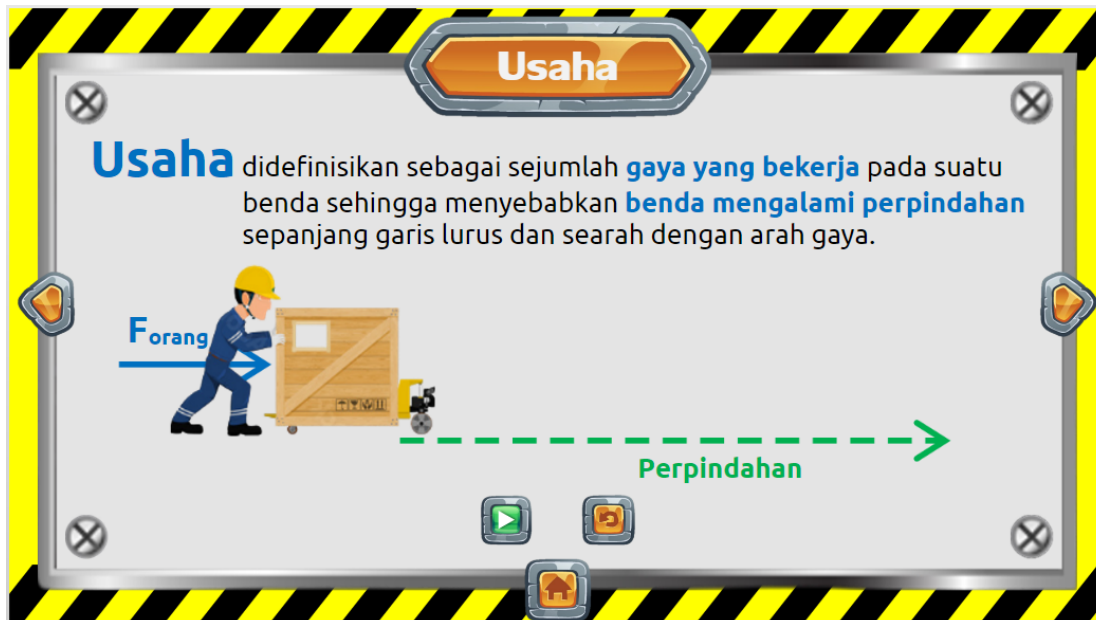 Usaha
Usaha didefinisikan sebagai sejumlah gaya yang bekerja pada suatu
benda sehingga menyebabkan benda mengalami perpindahan
sepanjang garis lurus dan searah dengan arah gaya.
Forang
Perpindahan